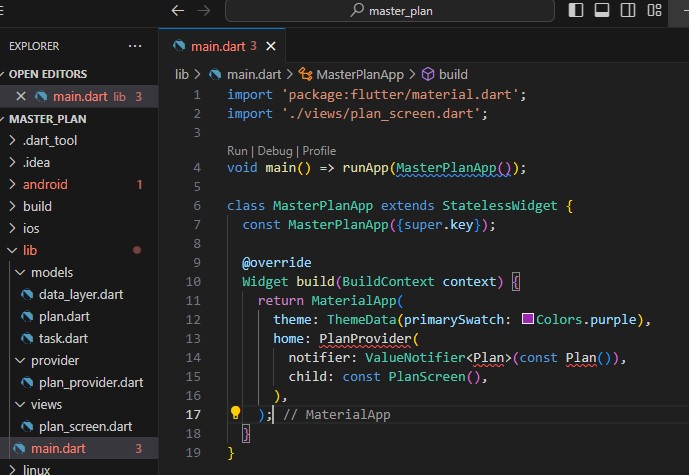 master_plan
EXPLORER ...
main.dart 3
OPEN EDITORS
main.dart lib 3
lib > main.dart > MasterPlanApp > build
MASTER_PLAN
.dart_tool
.idea
android 1
build
ios
lib
models
data_layer.dart
plan.dart
task.dart
provider
plan_provider.dart
views
plan_screen.dart
main.dart 3
linux
1 import 'package:flutter/material.dart';
2 import './views/plan_screen.dart';
3
Run | Debug | Profile
4 void main() => runApp(MasterPlanApp());
5
6 class MasterPlanApp extends StatelessWidget {
7 const MasterPlanApp({super.key});
8
9 @override
10 Widget build(BuildContext context) {
11 return MaterialApp(
12 theme: ThemeData(primarySwatch: Colors.purple),
13 home: PlanProvider(
14 notifier: ValueNotifier<Plan>(const Plan()),
15 child: const PlanScreen(),
16 ),
17 ); // MaterialApp
18 }
19 }